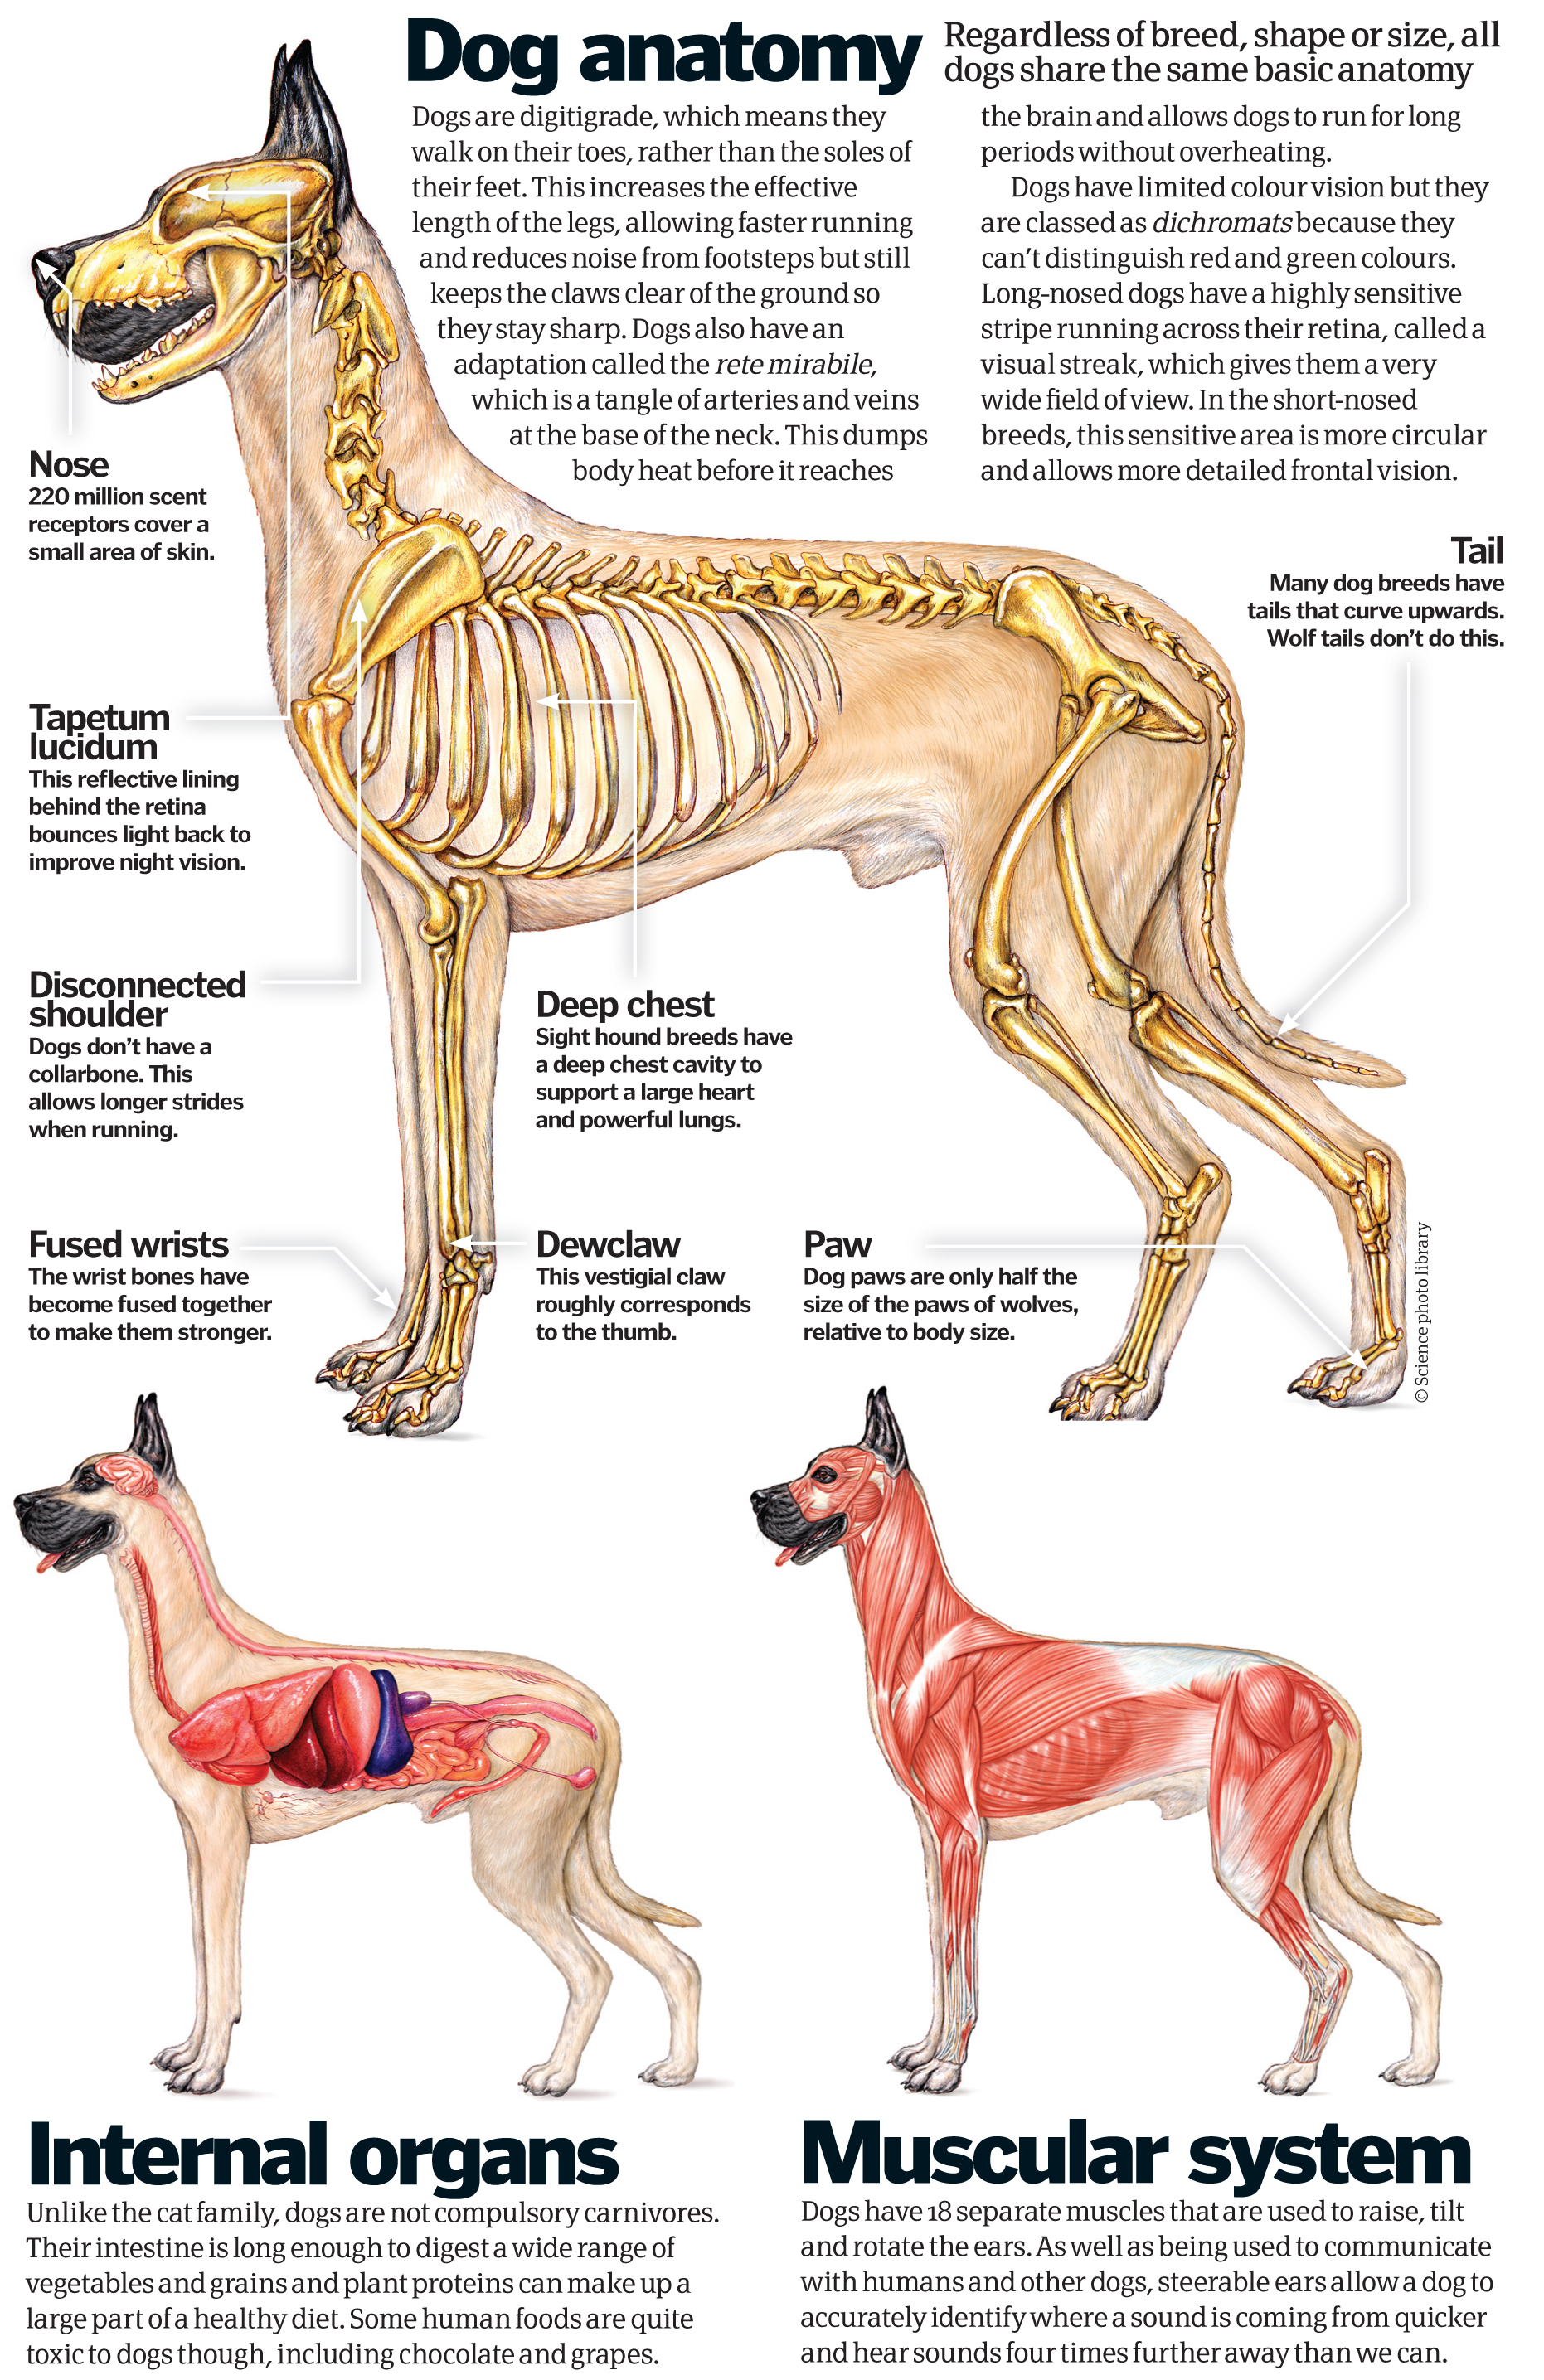 Dog anatomy
Regardless of breed, shape or size, all
dogs share the same basic anatomy
Dogs are digitigrade, which means they
walk on their toes, rather than the soles of
their feet. This increases the effective
length of the legs, allowing faster running
and reduces noise from footsteps but still
keeps the claws clear of the ground so
they stay sharp. Dogs also have an
adaptation called the rete mirabile,
which is a tangle of arteries and veins
at the base of the neck. This dumps
body heat before it reaches
the brain and allows dogs to run for long
periods without overheating.
Dogs have limited colour vision but they
are classed as dichromats because they
can't distinguish red and green colours.
Long-nosed dogs have a highly sensitive
stripe running across their retina, called a
visual streak, which gives them a very
wide field of view. In the short-nosed
breeds, this sensitive area is more circular
and allows more detailed frontal vision.
Nose
220 million scent
receptors cover a
small area of skin.
Tail
Many dog breeds have
tails that curve upwards.
Wolf tails don't do this.
Tapetum
lucidum
This reflective lining
behind the retina
bounces light back to
improve night vision.
Disconnected
shoulder
Dogs don't have a
collarbone. This
allows longer strides
when running.
Deep chest
Sight hound breeds have
a deep chest cavity to
support a large heart
and powerful lungs.
Fused wrists
The wrist bones have
become fused together
to make them stronger.
Dewclaw
This vestigial claw
roughly corresponds
to the thumb.
Paw
Dog paws are only half the
size of the paws of wolves,
relative to body size.
© Science photo library
Internal organs
Unlike the cat family, dogs are not compulsory carnivores.
Their intestine is long enough to digest a wide range of
vegetables and grains and plant proteins can make up a
large part of a healthy diet. Some human foods are quite
toxic to dogs though, including chocolate and grapes.
Muscular system
Dogs have 18 separate muscles that are used to raise, tilt
and rotate the ears. As well as being used to communicate
with humans and other dogs, steerable ears allow a dog to
accurately identify where a sound is coming from quicker
and hear sounds four times further away than we can.